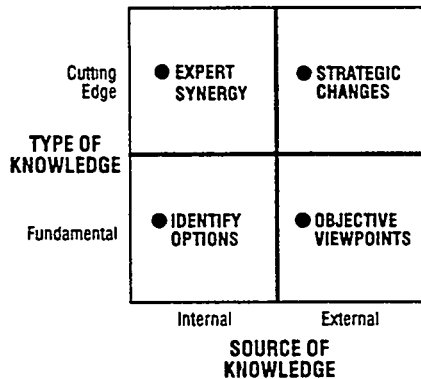 Cutting
Edge
● EXPERT
SYNERGY
● STRATEGIC
CHANGES
TYPE OF
KNOWLEDGE
Fundamental
● IDENTIFY
OPTIONS
● OBJECTIVE
VIEWPOINTS
Internal
External
SOURCE OF
KNOWLEDGE